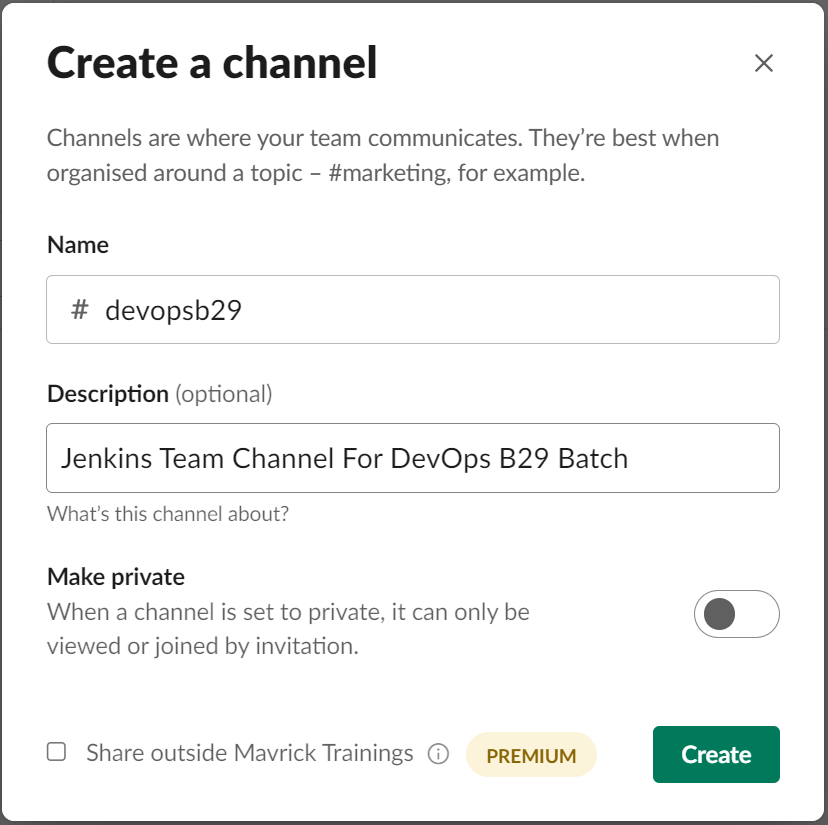 Create a channel
Channels are where your team communicates. They’re best when
organised around a topic – #marketing, for example.
Name
# devopsb29
Description (optional)
Jenkins Team Channel For DevOps B29 Batch
What’s this channel about?
Make private
When a channel is set to private, it can only be
viewed or joined by invitation.
Share outside Mavrick Trainings PREMIUM Create